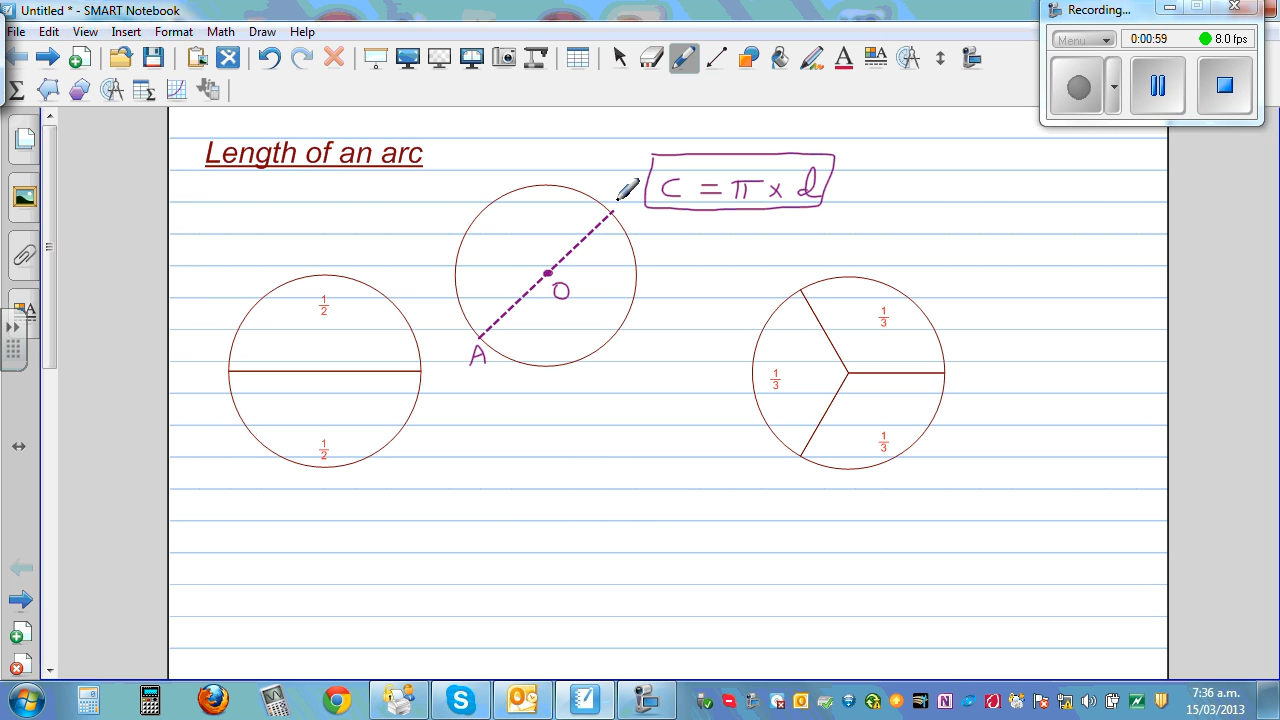 Untitled * - SMART Notebook
Recording...
File Edit View Insert Format Math Draw Help
Menu 0:00:59 8.0 fps
Length of an arc
C = π × d
O
A
1/2
1/2
1/3
1/3
1/3
7:36 a.m.
15/03/2013